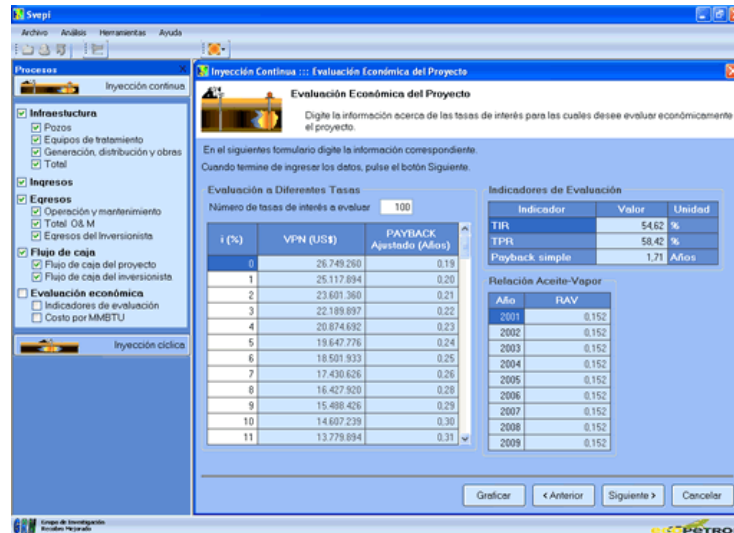 Svepi
Archivo Análisis Herramientas Ayuda
Procesos
Inyección continua
Infraestuctura
Pozos
Equipos de tratamiento
Generación, distribución y obras
Total
Ingresos
Egresos
Operación y mantenimiento
Total O& M
Egresos del Inversionista
Flujo de caja
Flujo de caja del proyecto
Flujo de caja del inversionista
Evaluación económica
Indicadores de evaluación
Costo por MMBTU
Inyección cíclica
Inyección Continua ::: Evaluación Económica del Proyecto
Evaluación Económica del Proyecto
Digite la información acerca de las tasas de interés para las cuales desee evaluar económicamente
el proyecto.
En el siguientes formulario digite la información correspondiente.
Cuando termine de ingresar los datos, pulse el botón Siguiente.
Evaluación a Diferentes Tasas
Número de tasas de interés a evaluar 100
i (%) VPN (US$) PAYBACK Ajustado (Años)
0 26.749.260 0,19
1 25.117.894 0,20
2 23.601.360 0,21
3 22.189.897 0,22
4 20.874.692 0,23
5 19.647.776 0,24
6 18.501.933 0,25
7 17.430.626 0,26
8 16.427.920 0,28
9 15.488.426 0,29
10 14.607.239 0,30
11 13.779.894 0,31
Indicadores de Evaluación
Indicador Valor Unidad
TIR 54,62 %
TPR 58,42 %
Payback simple 1,71 Años
Relación Aceite-Vapor
Año RAV
2001 0,152
2002 0,152
2003 0,152
2004 0,152
2005 0,152
2006 0,152
2007 0,152
2008 0,152
2009 0,152
Graficar < Anterior Siguiente > Cancelar
Grupo de Investigación
Recobro Mejorado
ECOPETRO